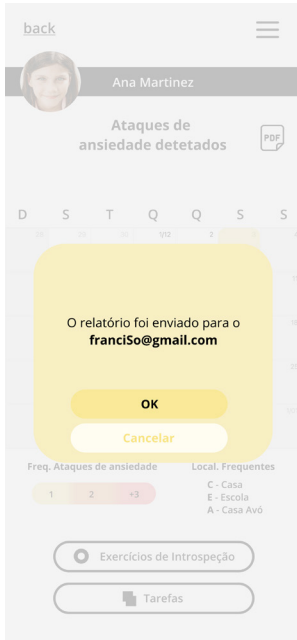 back
Ana Martinez
Ataques de
ansiedade detetados
PDF
D S T Q Q S S
1/12 2
O relatório foi enviado para o
franciSo@gmail.com
OK
Cancelar
Freq. Ataques de ansiedade Local. Frequentes
1 2 +3
C - Casa
E - Escola
A - Casa Avó
Exercícios de Introspeção
Tarefas